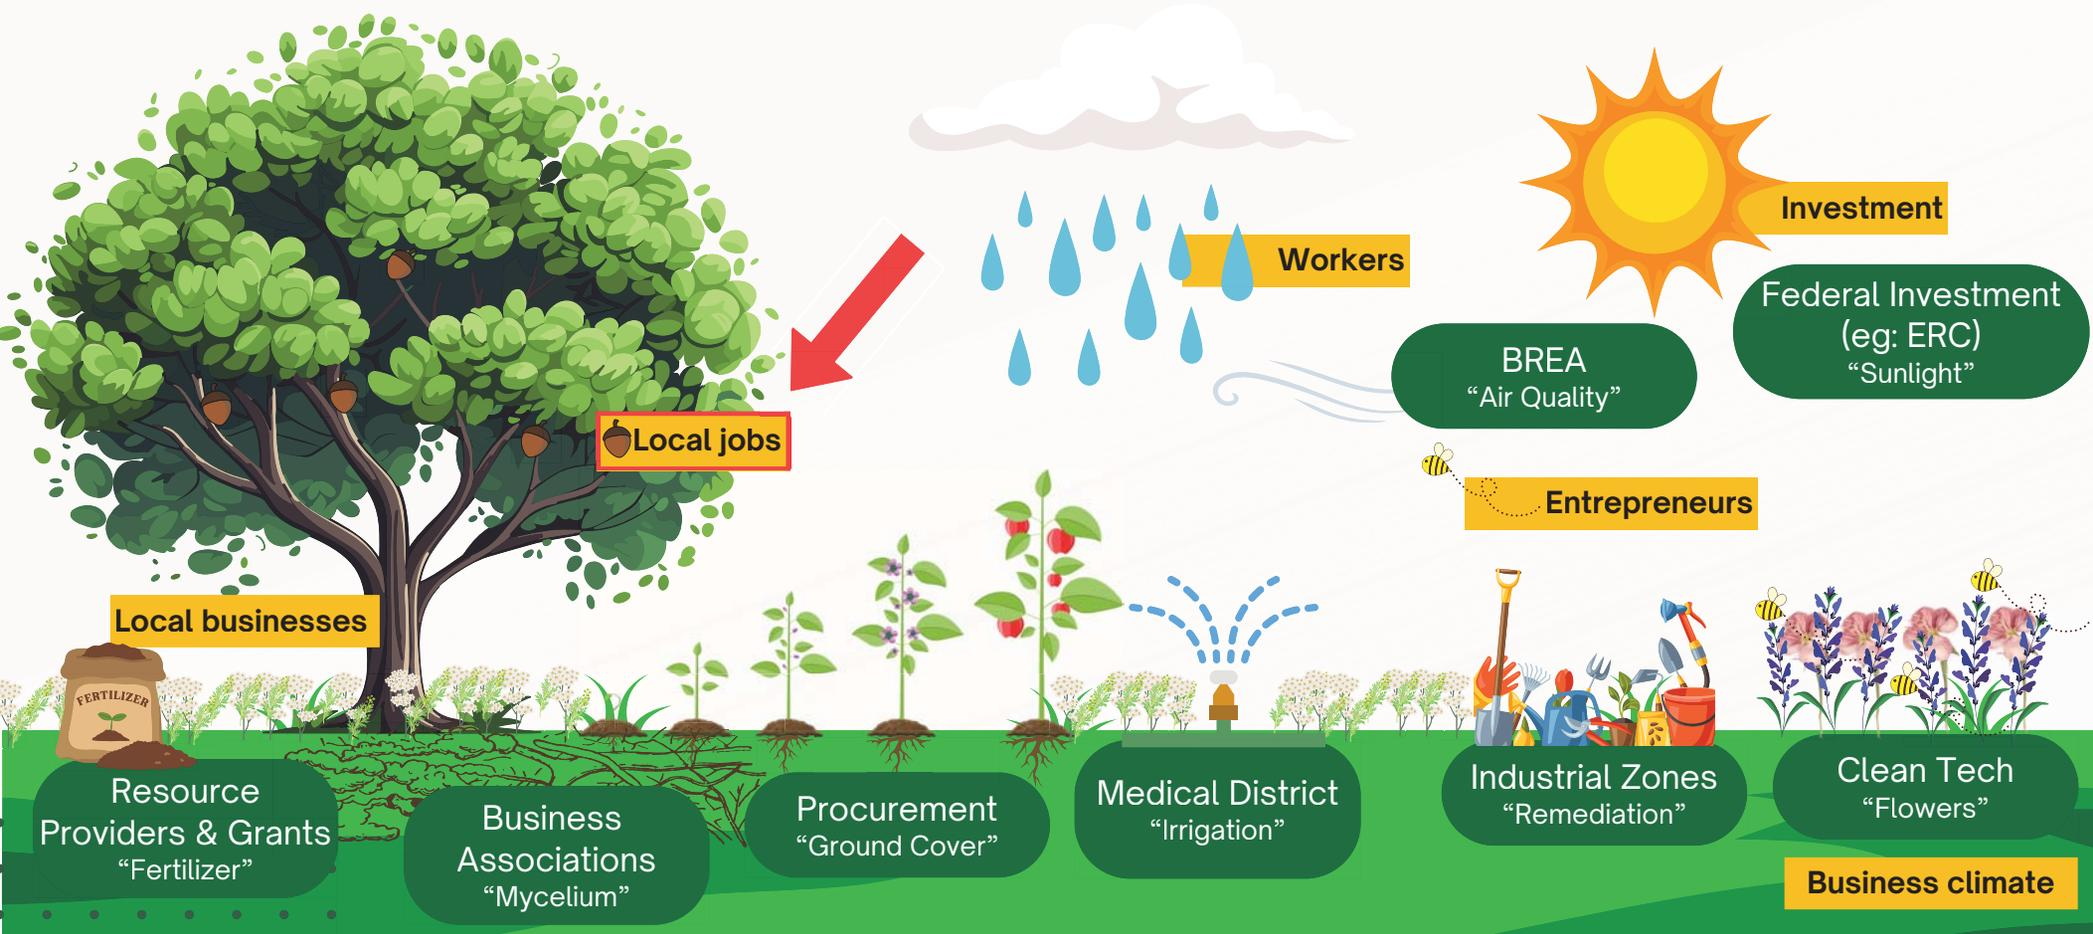 Investment
Workers
Federal Investment
(eg: ERC)
“Sunlight”
BREA
“Air Quality”
Local jobs
Entrepreneurs
Local businesses
FERTILIZER
Resource
Providers & Grants
“Fertilizer”
Business
Associations
“Mycelium”
Procurement
“Ground Cover”
Medical District
“Irrigation”
Industrial Zones
“Remediation”
Clean Tech
“Flowers”
Business climate